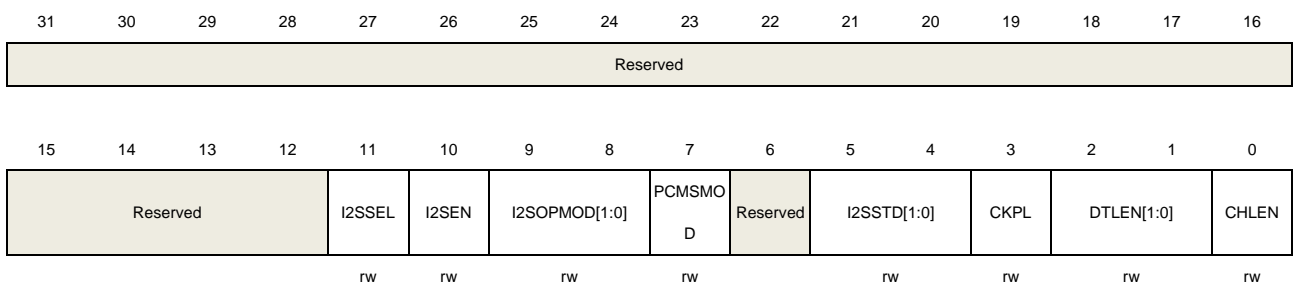 31 30 29 28 27 26 25 24 23 22 21 20 19 18 17 16
Reserved
15 14 13 12 11 10 9 8 7 6 5 4 3 2 1 0
Reserved I2SSEL I2SEN I2SOPMOD[1:0] PCMSMO
D Reserved I2SSTD[1:0] CKPL DTLEN[1:0] CHLEN
rw rw rw rw rw rw rw rw